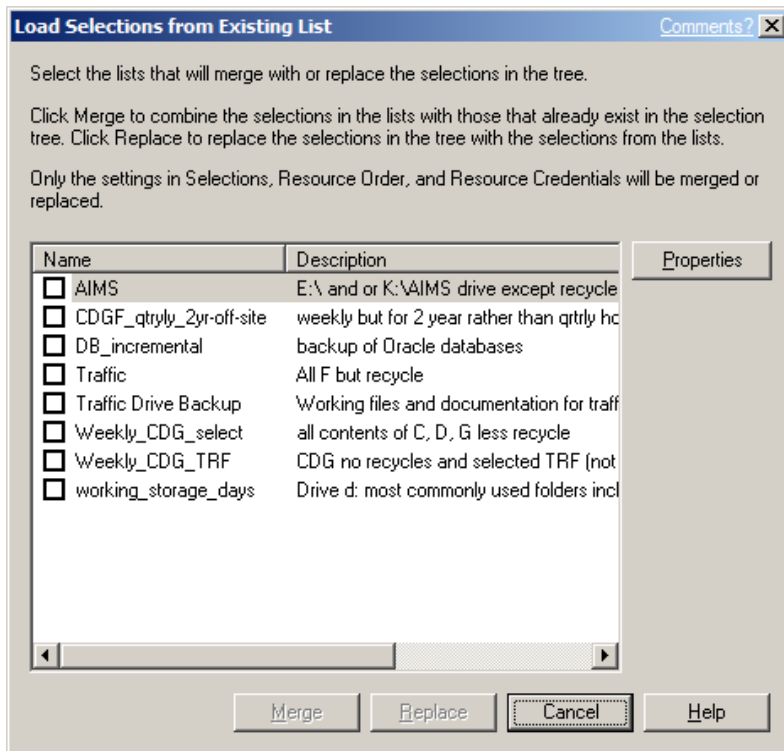 Load Selections from Existing List Comments?
Select the lists that will merge with or replace the selections in the tree.
Click Merge to combine the selections in the lists with those that already exist in the selection
tree. Click Replace to replace the selections in the tree with the selections from the lists.
Only the settings in Selections, Resource Order, and Resource Credentials will be merged or
replaced.
Name Description Properties
AIMS E:\ and or K:\AIMS drive except recycle
CDGF_qtryly_2yr-off-site weekly but for 2 year rather than qrtrly
DB_incremental backup of Oracle databases
Traffic All F but recycle
Traffic Drive Backup Working files and documentation for traff
Weekly_CDG_select all contents of C, D, G less recycle
Weekly_CDG_TRF CDG no recycles and selected TRF (not
working_storage_days Drive d: most commonly used folders incl
Merge Replace Cancel Help